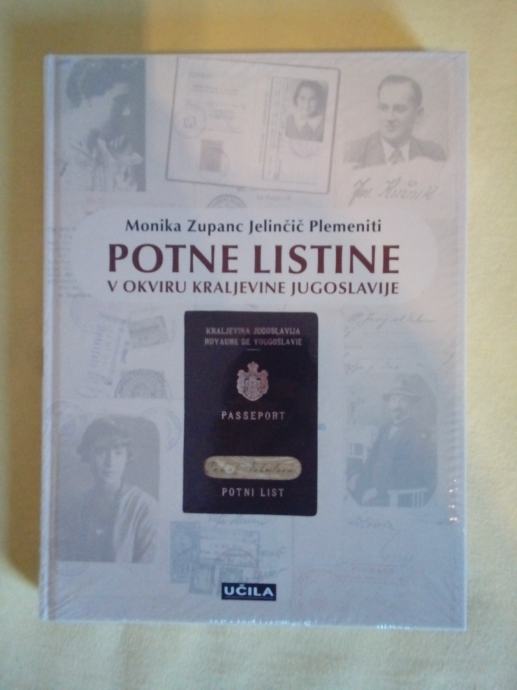 Monika Zupanc Jelinčič Plemeniti
POTNE LISTINE
V OKVIRU KRALJEVINE JUGOSLAVIJE
KRALJEVINA JUGOSLAVIJA
ROYAUME DE YOUGOSLAVIE
PASSEPORT
POTNI LIST
UČILA